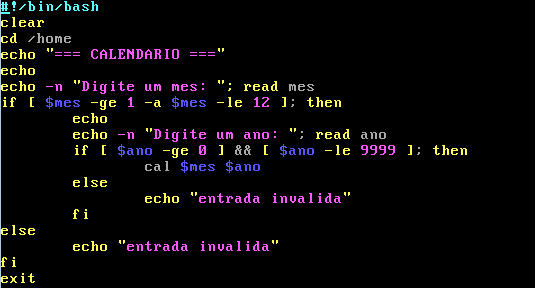 #!/bin/bash
clear
cd /home
echo "=== CALENDARIO ==="
echo
echo -n "Digite um mes: "; read mes
if [ $mes -ge 1 -a $mes -le 12 ]; then
        echo
        echo -n "Digite um ano: "; read ano
        if [ $ano -ge 0 ] && [ $ano -le 9999 ]; then
                cal $mes $ano
        else
                echo "entrada invalida"
        fi
else
        echo "entrada invalida"
fi
exit